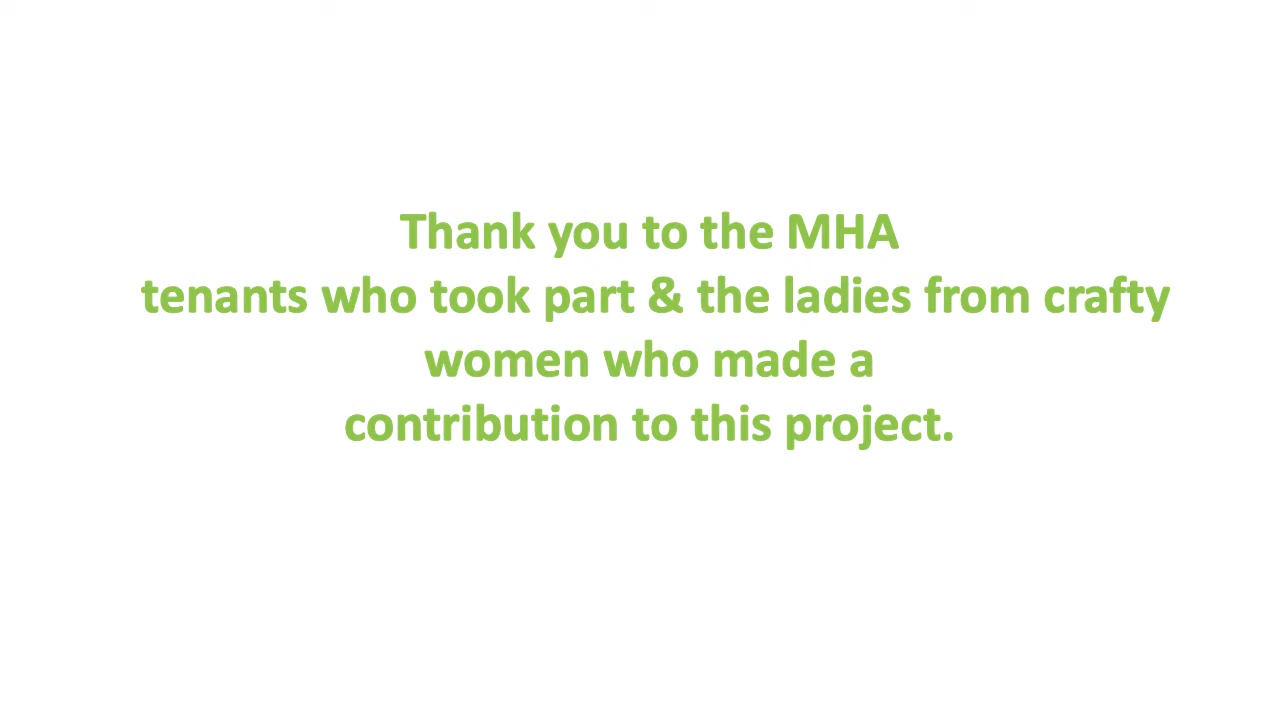 Thank you to the MHA
tenants who took part & the ladies from crafty
women who made a
contribution to this project.